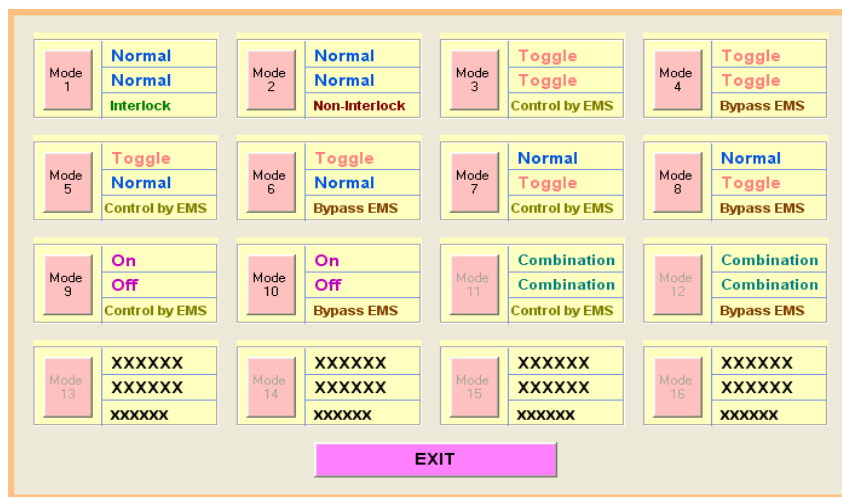 Mode 1
Normal
Normal
Interlock
Mode 2
Normal
Normal
Non-Interlock
Mode 3
Toggle
Toggle
Control by EMS
Mode 4
Toggle
Toggle
Bypass EMS
Mode 5
Toggle
Normal
Control by EMS
Mode 6
Toggle
Normal
Bypass EMS
Mode 7
Normal
Toggle
Control by EMS
Mode 8
Normal
Toggle
Bypass EMS
Mode 9
On
Off
Control by EMS
Mode 10
On
Off
Bypass EMS
Mode 11
Combination
Combination
Control by EMS
Mode 12
Combination
Combination
Bypass EMS
Mode 13
XXXXXX
XXXXXX
XXXXXX
Mode 14
XXXXXX
XXXXXX
XXXXXX
Mode 15
XXXXXX
XXXXXX
XXXXXX
Mode 16
XXXXXX
XXXXXX
XXXXXX
EXIT